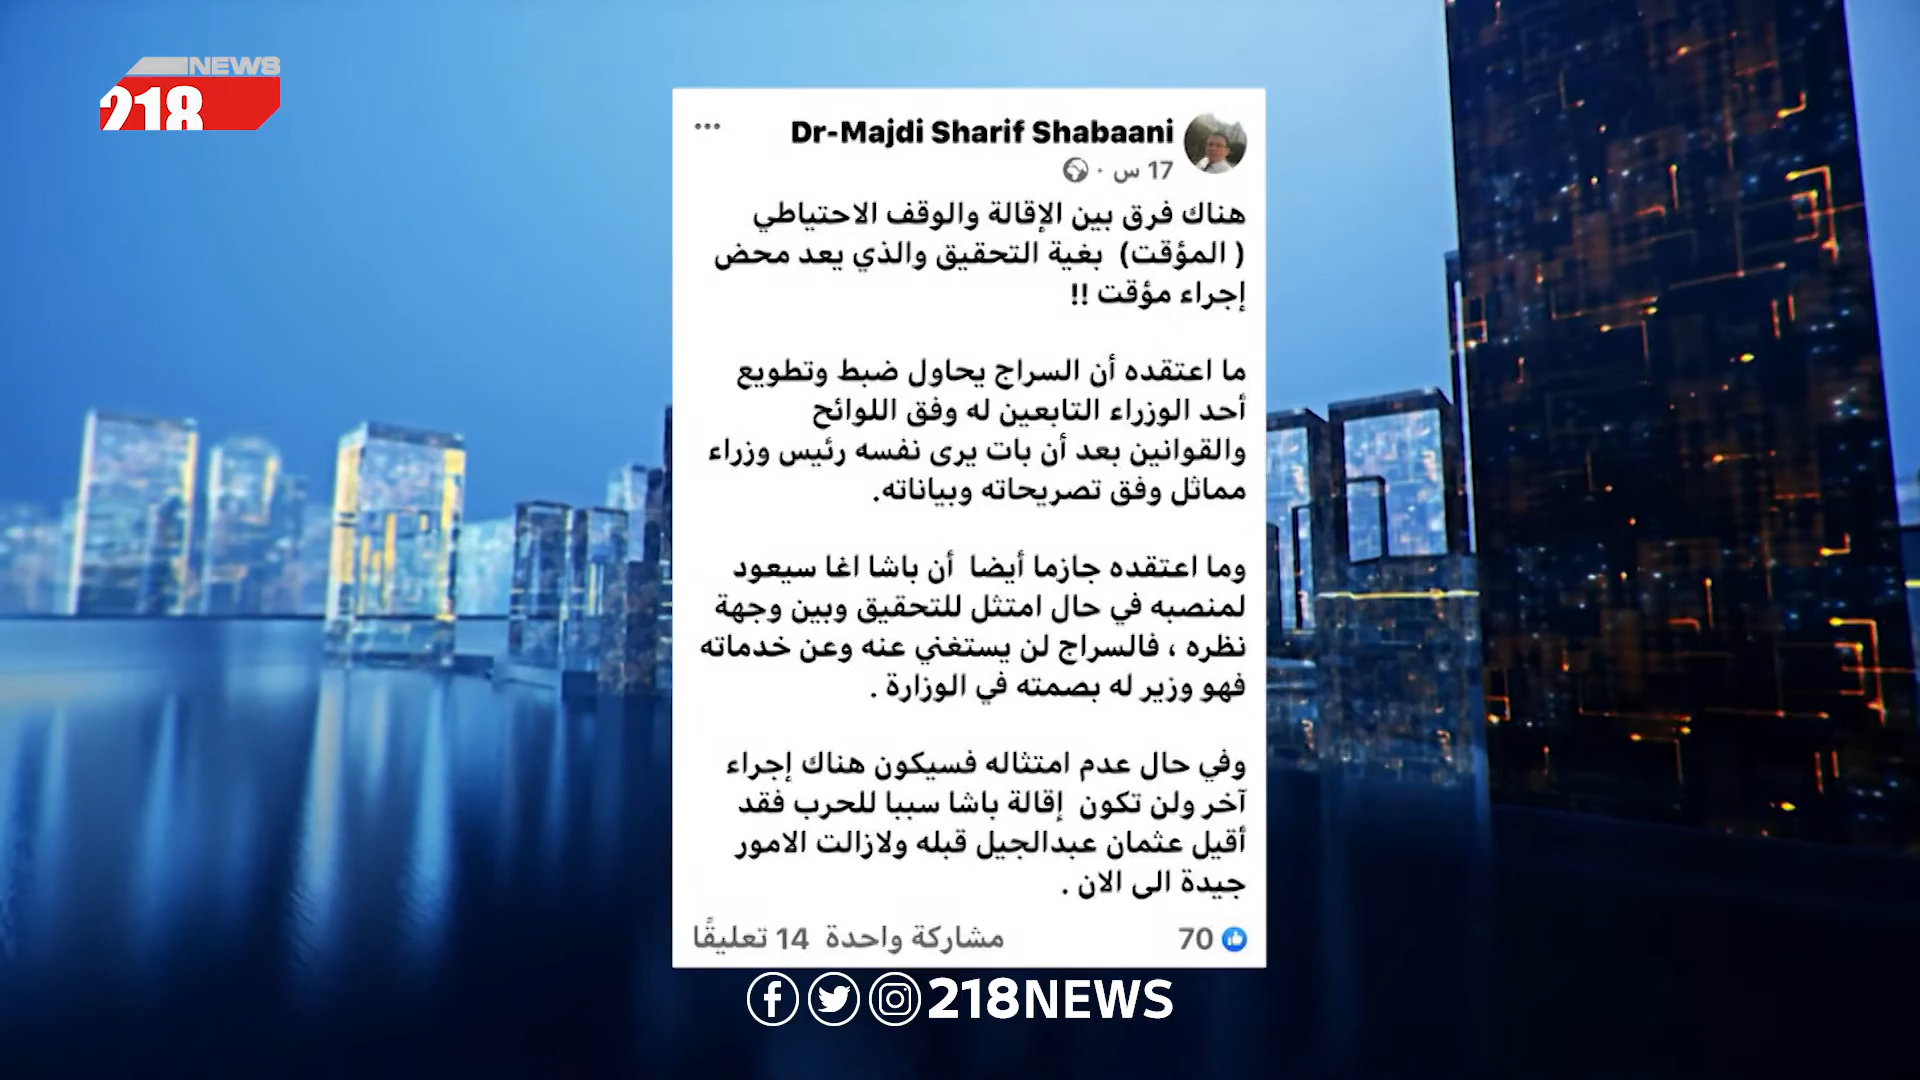 NEWS
218
Dr-Majdi Sharif Shabaani
17 س ·
هناك فرق بين الإقالة والوقف الاحتياطي
( المؤقت) بغية التحقيق والذي يعد محض
إجراء مؤقت !!
ما اعتقده أن السراج يحاول ضبط وتطويع
أحد الوزراء التابعين له وفق اللوائح
والقوانين بعد أن بات يرى نفسه رئيس وزراء
مماثل وفق تصريحاته وبياناته.
وما اعتقده جازما أيضا أن باشا اغا سيعود
لمنصبه في حال امتثل للتحقيق وبين وجهة
نظره ، فالسراج لن يستغني عنه وعن خدماته
فهو وزير له بصمته في الوزارة .
وفي حال عدم امتثاله فسيكون هناك إجراء
آخر ولن تكون إقالة باشا سببا للحرب فقد
أقيل عثمان عبدالجيل قبله ولازالت الامور
جيدة الى الان .
70 مشاركة واحدة 14 تعليقًا
218NEWS